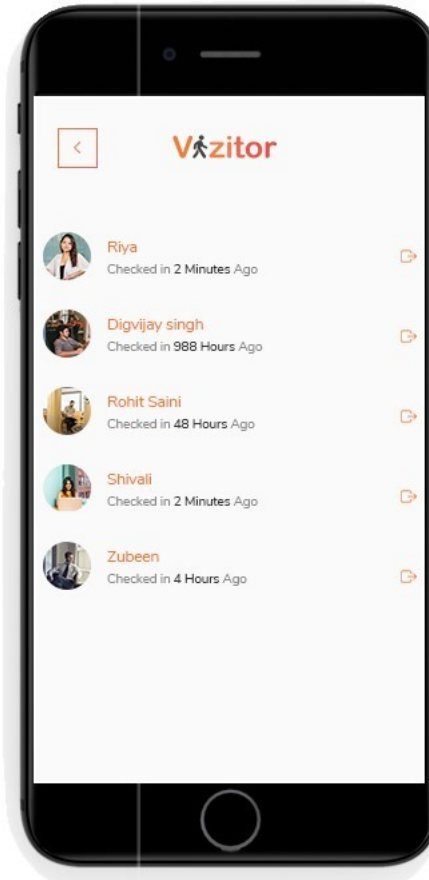 Vizitor
Riya
Checked in 2 Minutes Ago
Digvijay singh
Checked in 988 Hours Ago
Rohit Saini
Checked in 48 Hours Ago
Shivali
Checked in 2 Minutes Ago
Zubeen
Checked in 4 Hours Ago